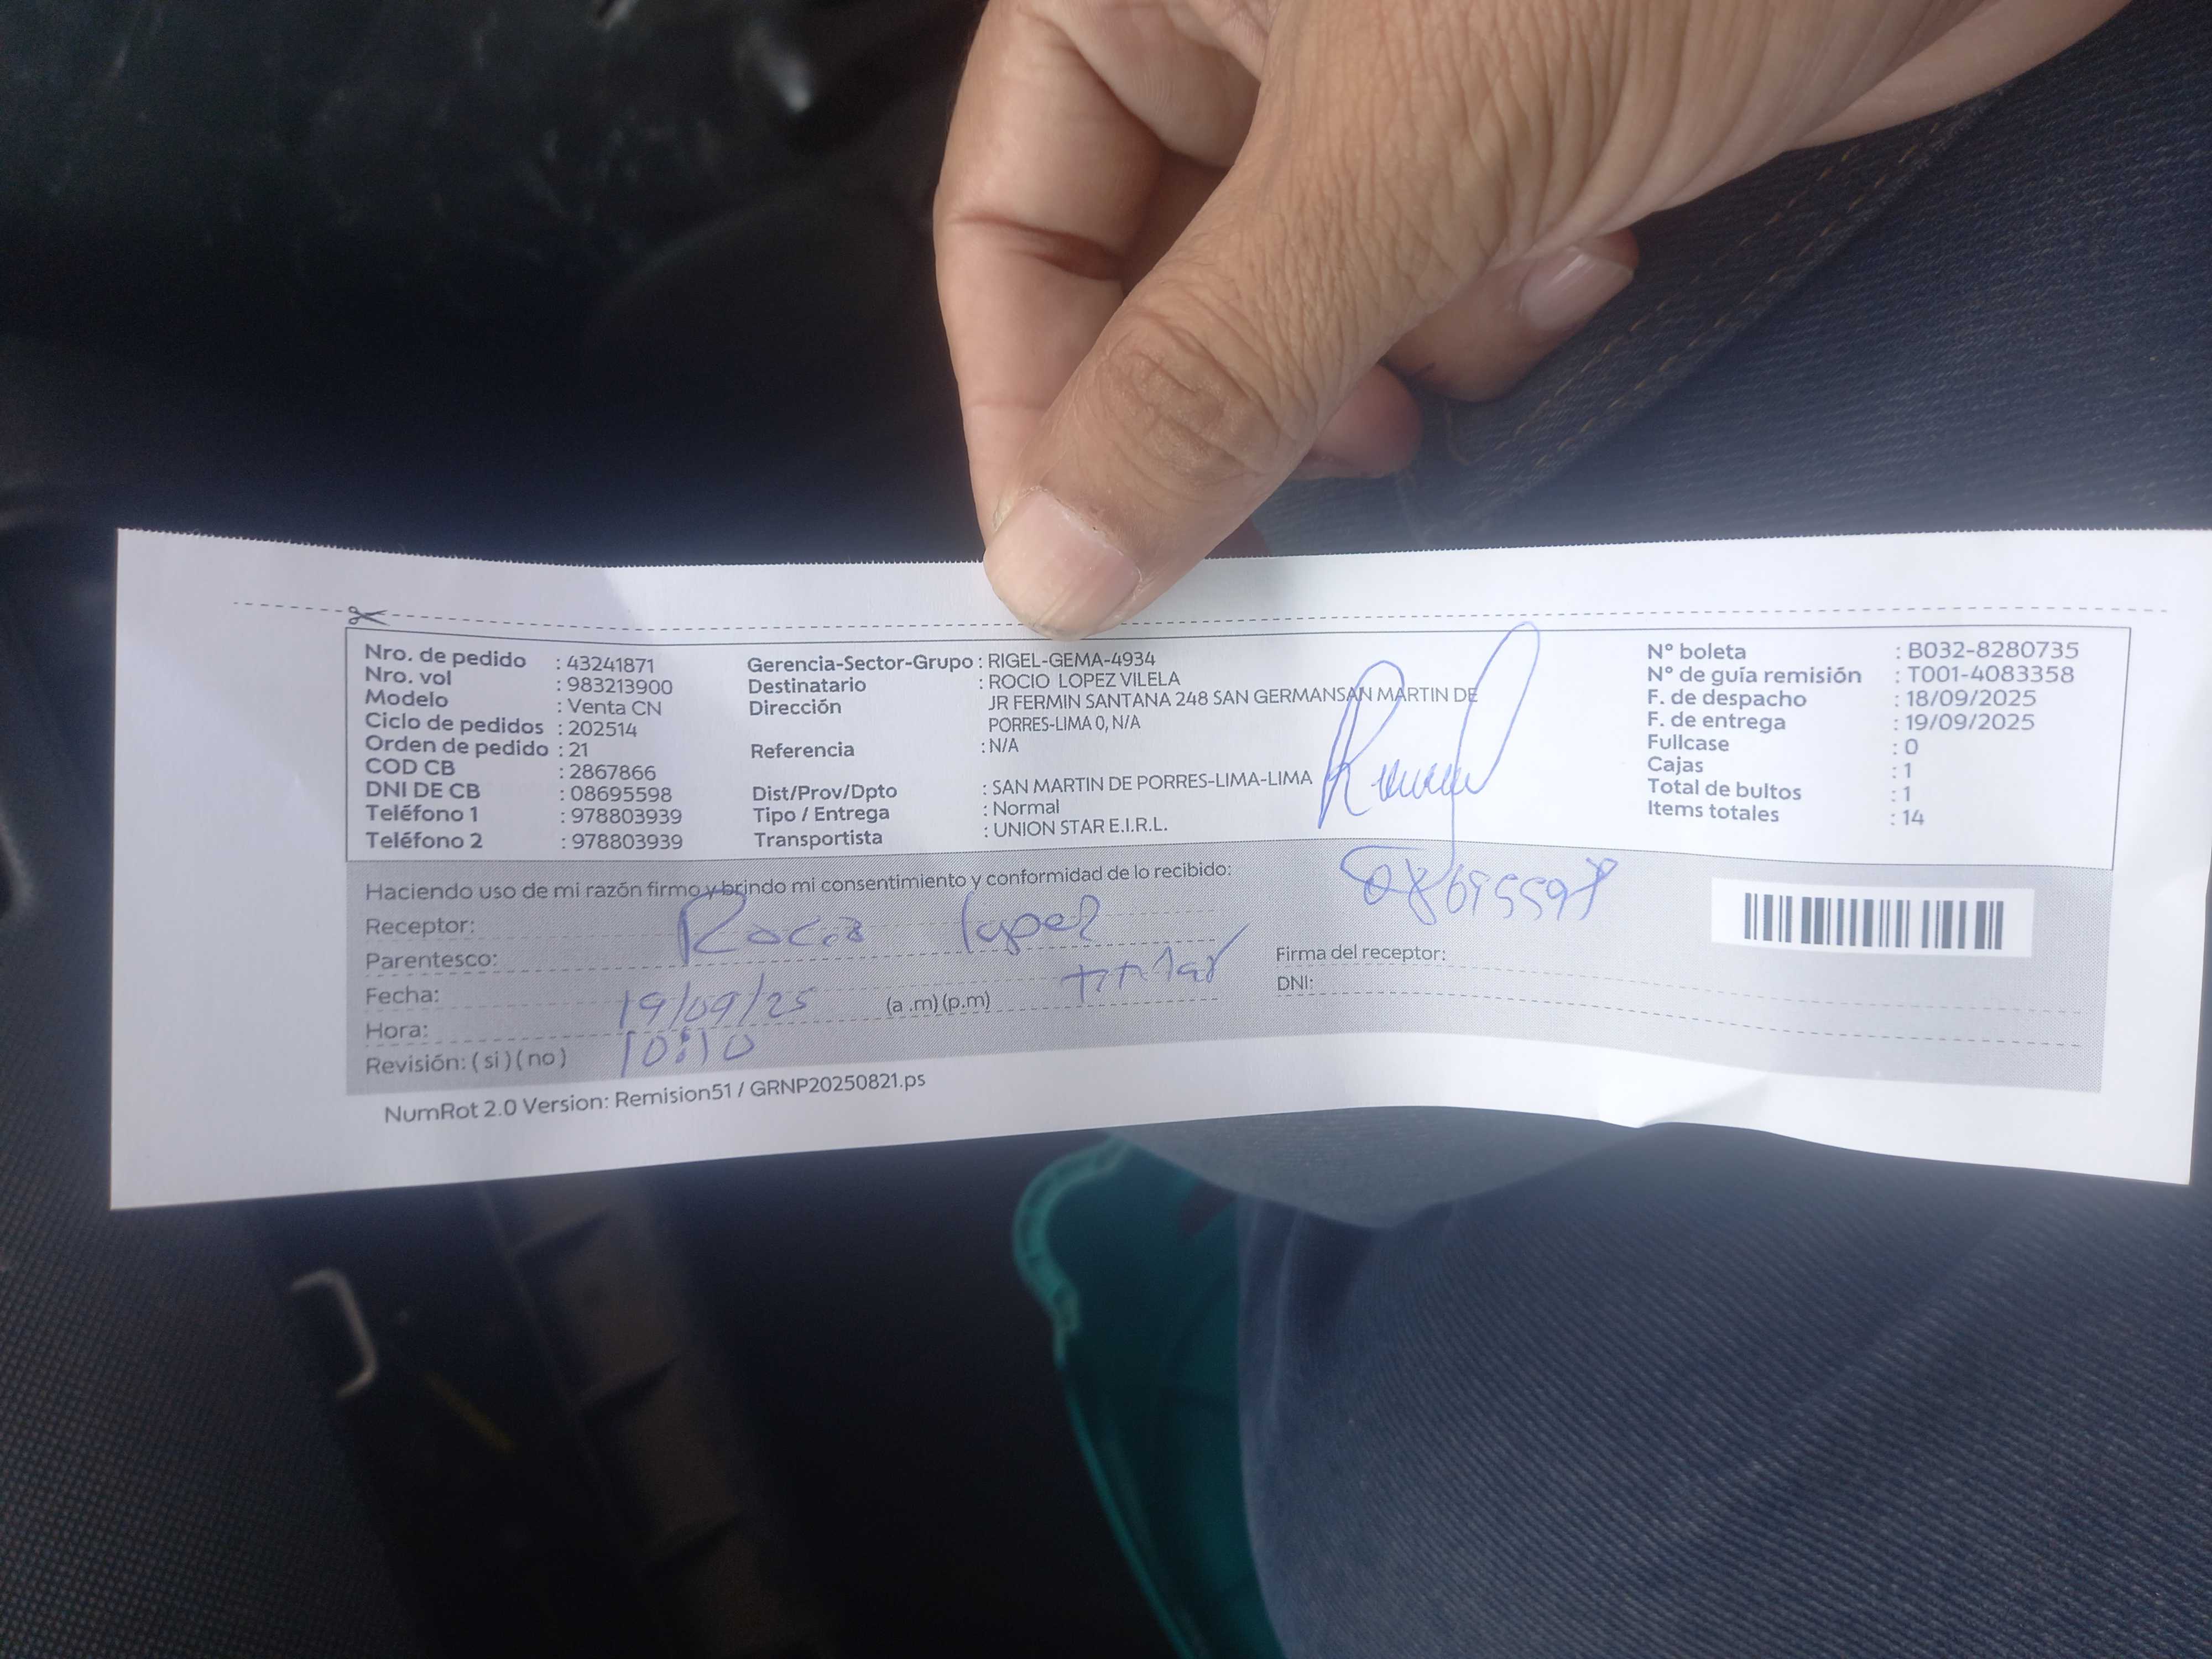 Nro. de pedido : 43241871
Nro. vol : 983213900
Modelo : Venta CN
Ciclo de pedidos : 202514
Orden de pedido : 21
COD CB : 2867866
DNI DE CB : 08695598
Teléfono 1 : 978803939
Teléfono 2 : 978803939
Gerencia-Sector-Grupo : RIGEL-GEMA-4934
Destinatario : ROCIO LOPEZ VILELA
Dirección JR FERMIN SANTANA 248 SAN GERMANSAN MARTIN DE
PORRES-LIMA 0, N/A
Referencia : N/A
Dist/Prov/Dpto : SAN MARTIN DE PORRES-LIMA-LIMA
Tipo / Entrega : Normal
Transportista : UNION STAR E.I.R.L.
N° boleta : B032-8280735
N° de guía remisión : T001-4083358
F. de despacho : 18/09/2025
F. de entrega : 19/09/2025
Fullcase : 0
Cajas : 1
Total de bultos : 1
Items totales : 14
Haciendo uso de mi razón firmo y brindo mi consentimiento y conformidad de lo recibido:
Receptor: Rocio lopez
Parentesco: titular
Fecha: 19/09/25 (a .m) (p.m)
Hora: 10:10
Revisión: ( si ) ( no )
08695598
Firma del receptor:
DNI:
NumRot 2.0 Version: Remision51 / GRNP20250821.ps